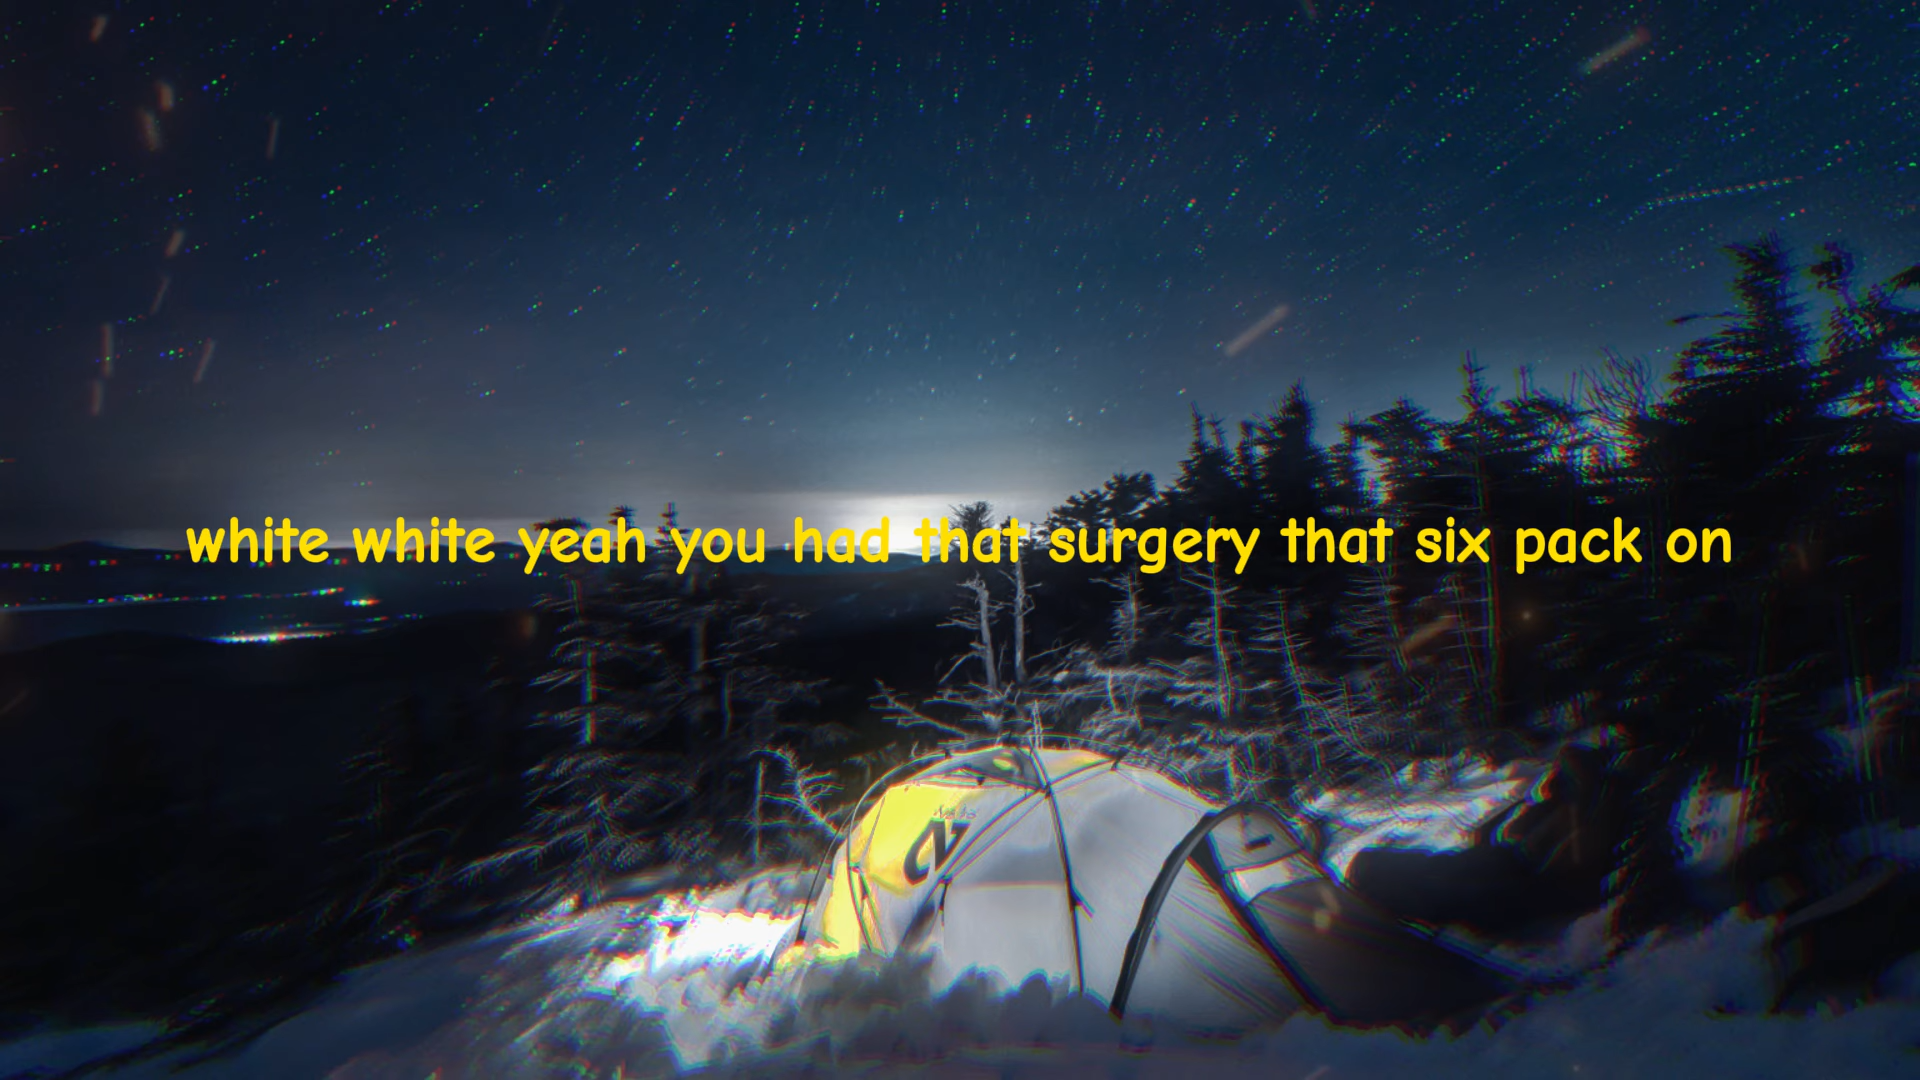 white white yeah you had that surgery that six pack on